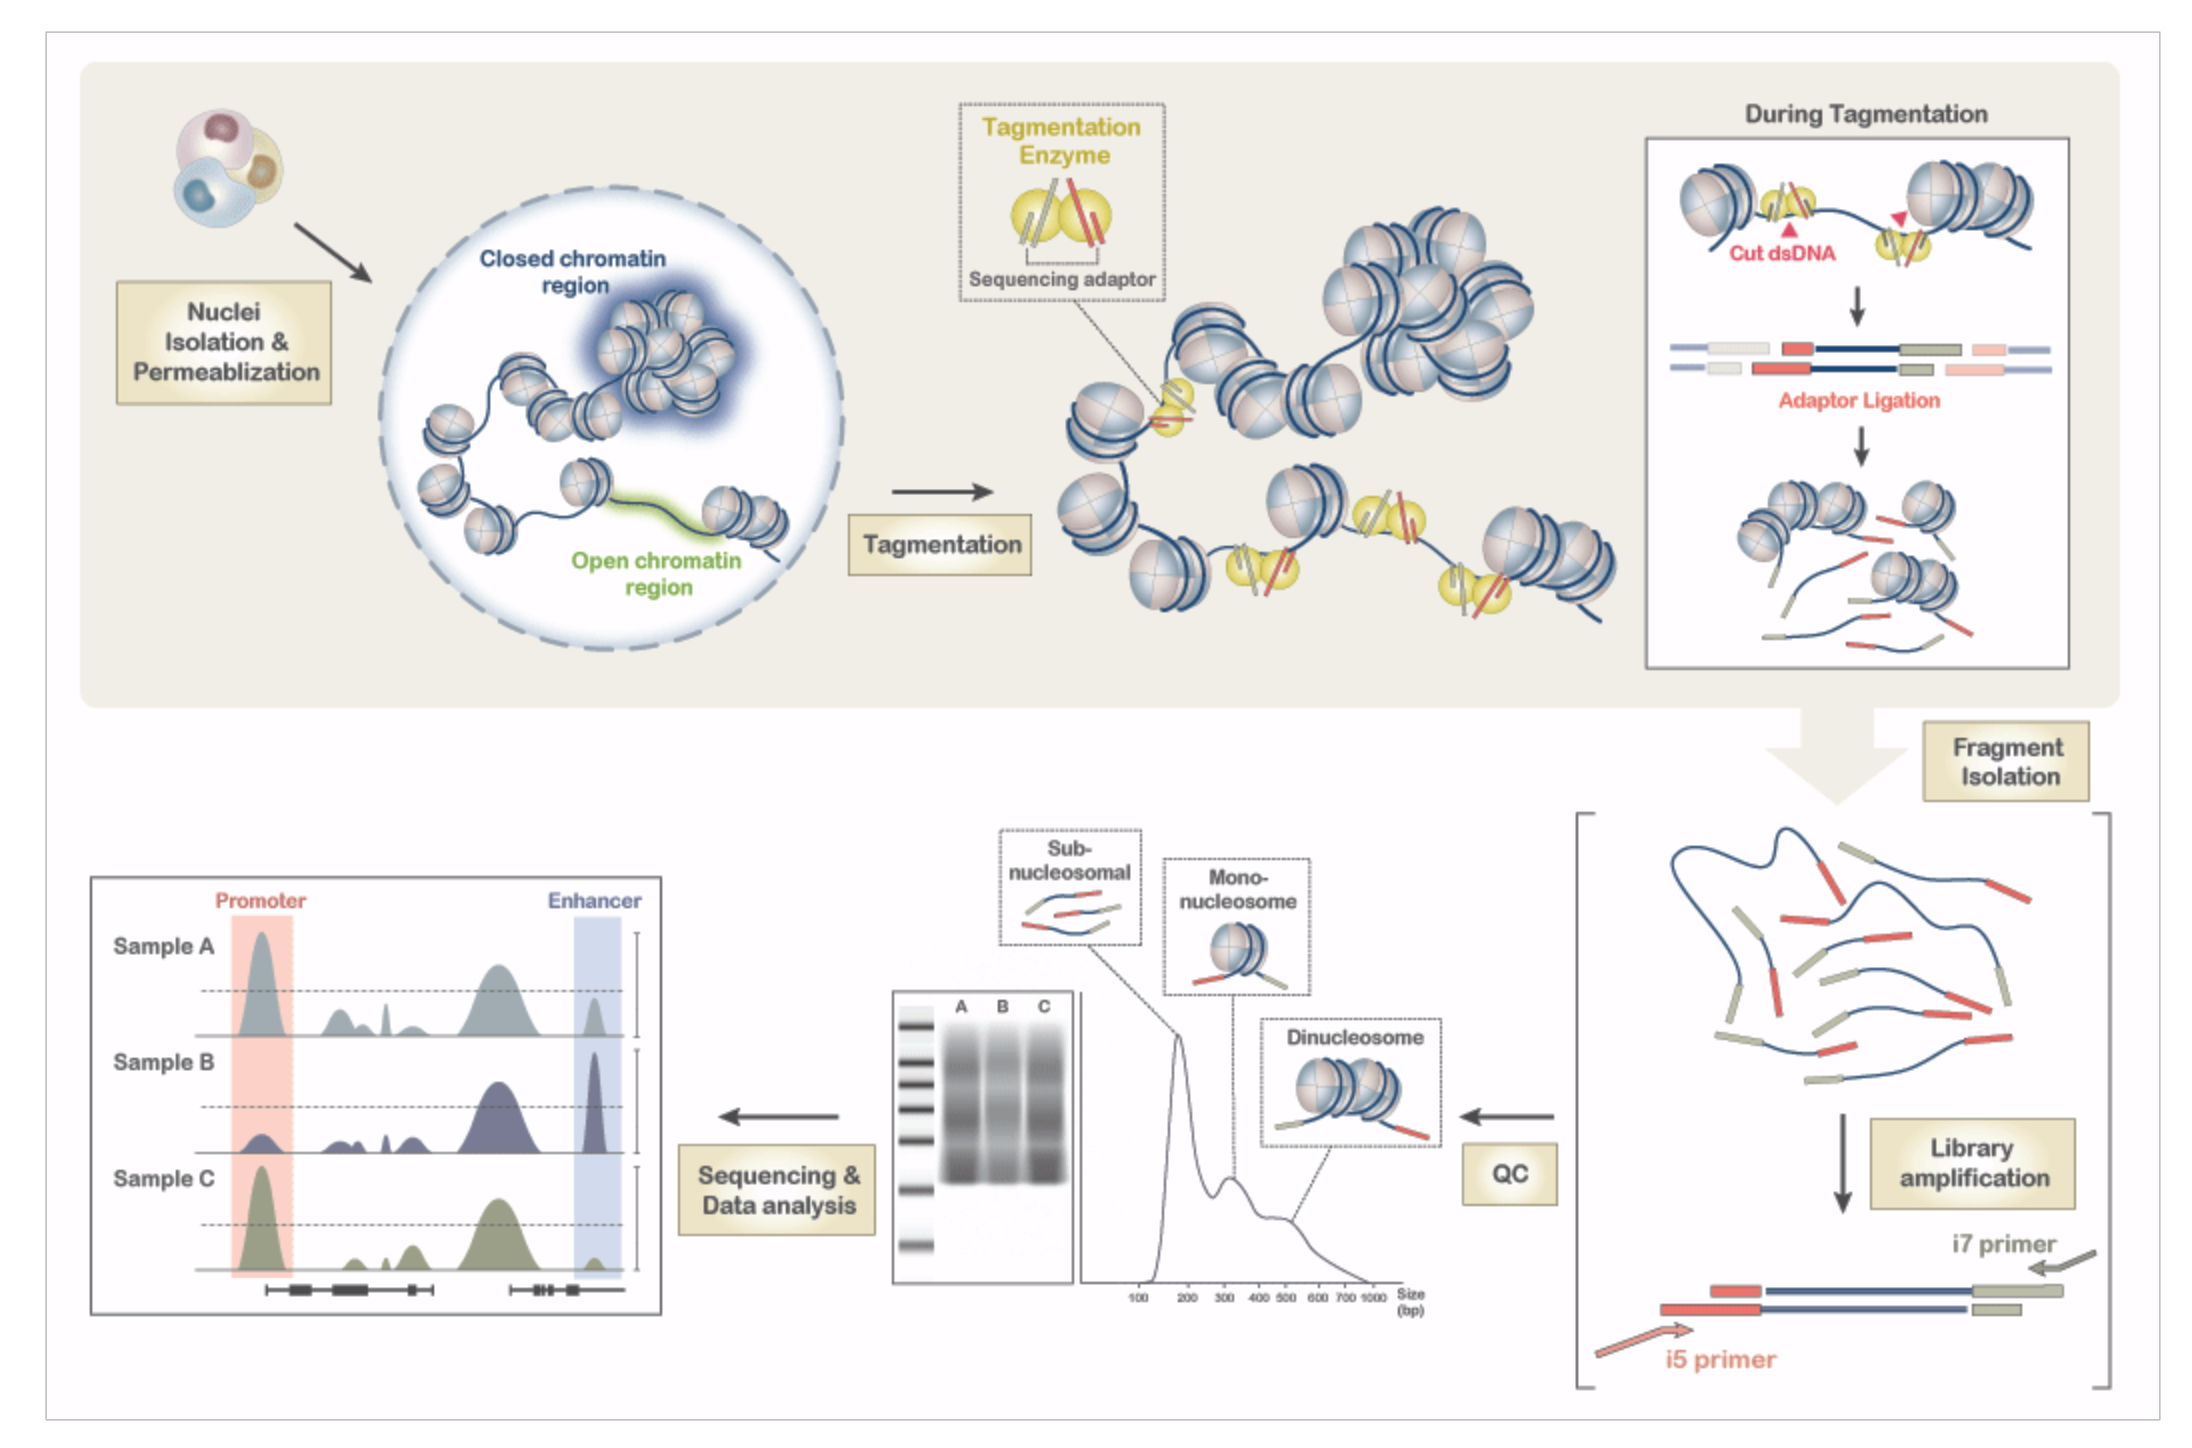 Nuclei
Isolation &
Permeablization
Closed chromatin
region
Open chromatin
region
Tagmentation
Tagmentation
Enzyme
Sequencing adaptor
During Tagmentation
Cut dsDNA
Adaptor Ligation
Fragment
Isolation
Library
amplification
i7 primer
i5 primer
QC
Sub-
nucleosomal
Mono-
nucleosome
Dinucleosome
A B C
100 200 300 400 500 600 700 1000 Size
(bp)
Sequencing &
Data analysis
Promoter Enhancer
Sample A
Sample B
Sample C